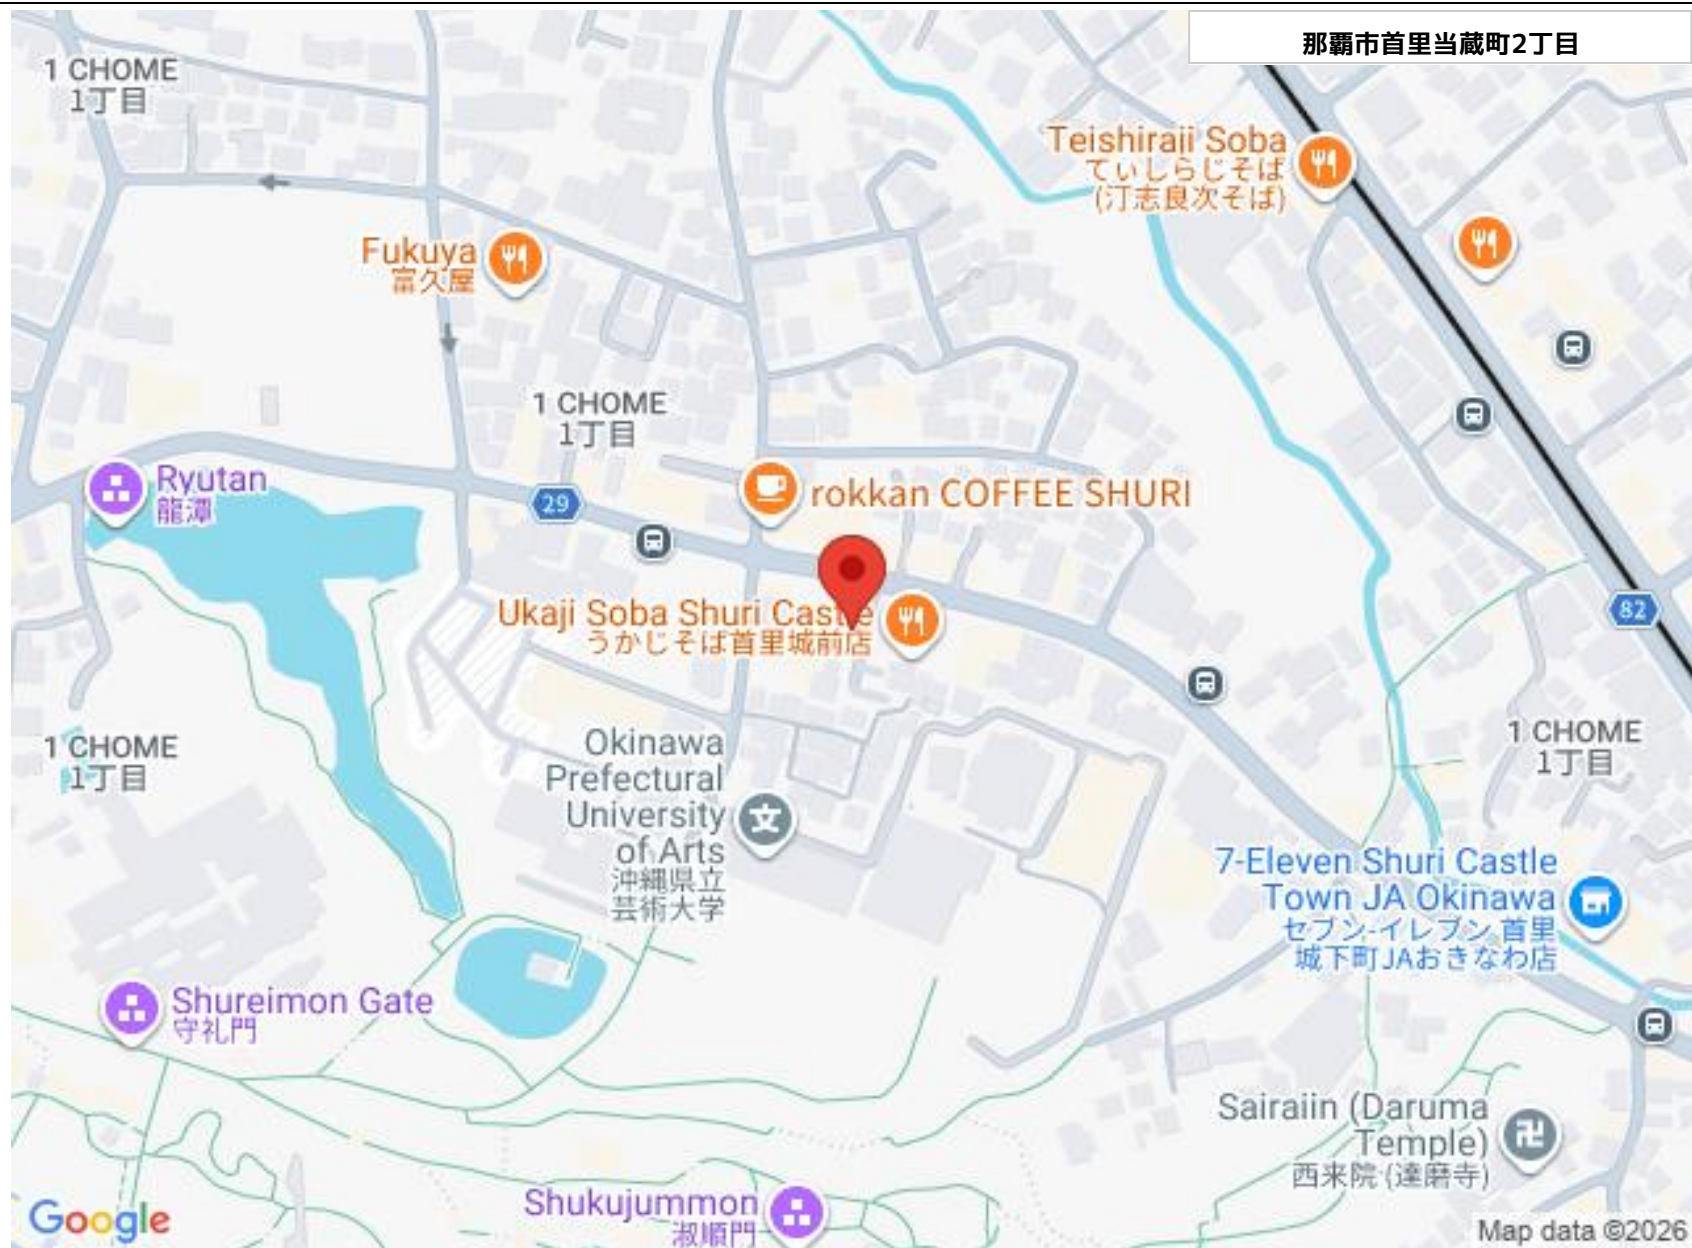 那覇市首里当蔵町2丁目
1 CHOME
1丁目
Teishiraji Soba
てぃしらじそば
(汀志良次そば)
Fukuya
富久屋
1 CHOME
1丁目
Ryutan
龍潭
29
rokkan COFFEE SHURI
Ukaji Soba Shuri Castle
うかじそば首里城前店
82
1 CHOME
1丁目
Okinawa
Prefectural
University
of Arts
沖縄県立
芸術大学
文
1 CHOME
1丁目
7-Eleven Shuri Castle
Town JA Okinawa
セブン-イレブン 首里
城下町JAおきなわ店
Shureimon Gate
守礼門
Sairaiin (Daruma
Temple)
西来院 (達磨寺)
Shukujummon
淑順門
Google
Map data ©2026